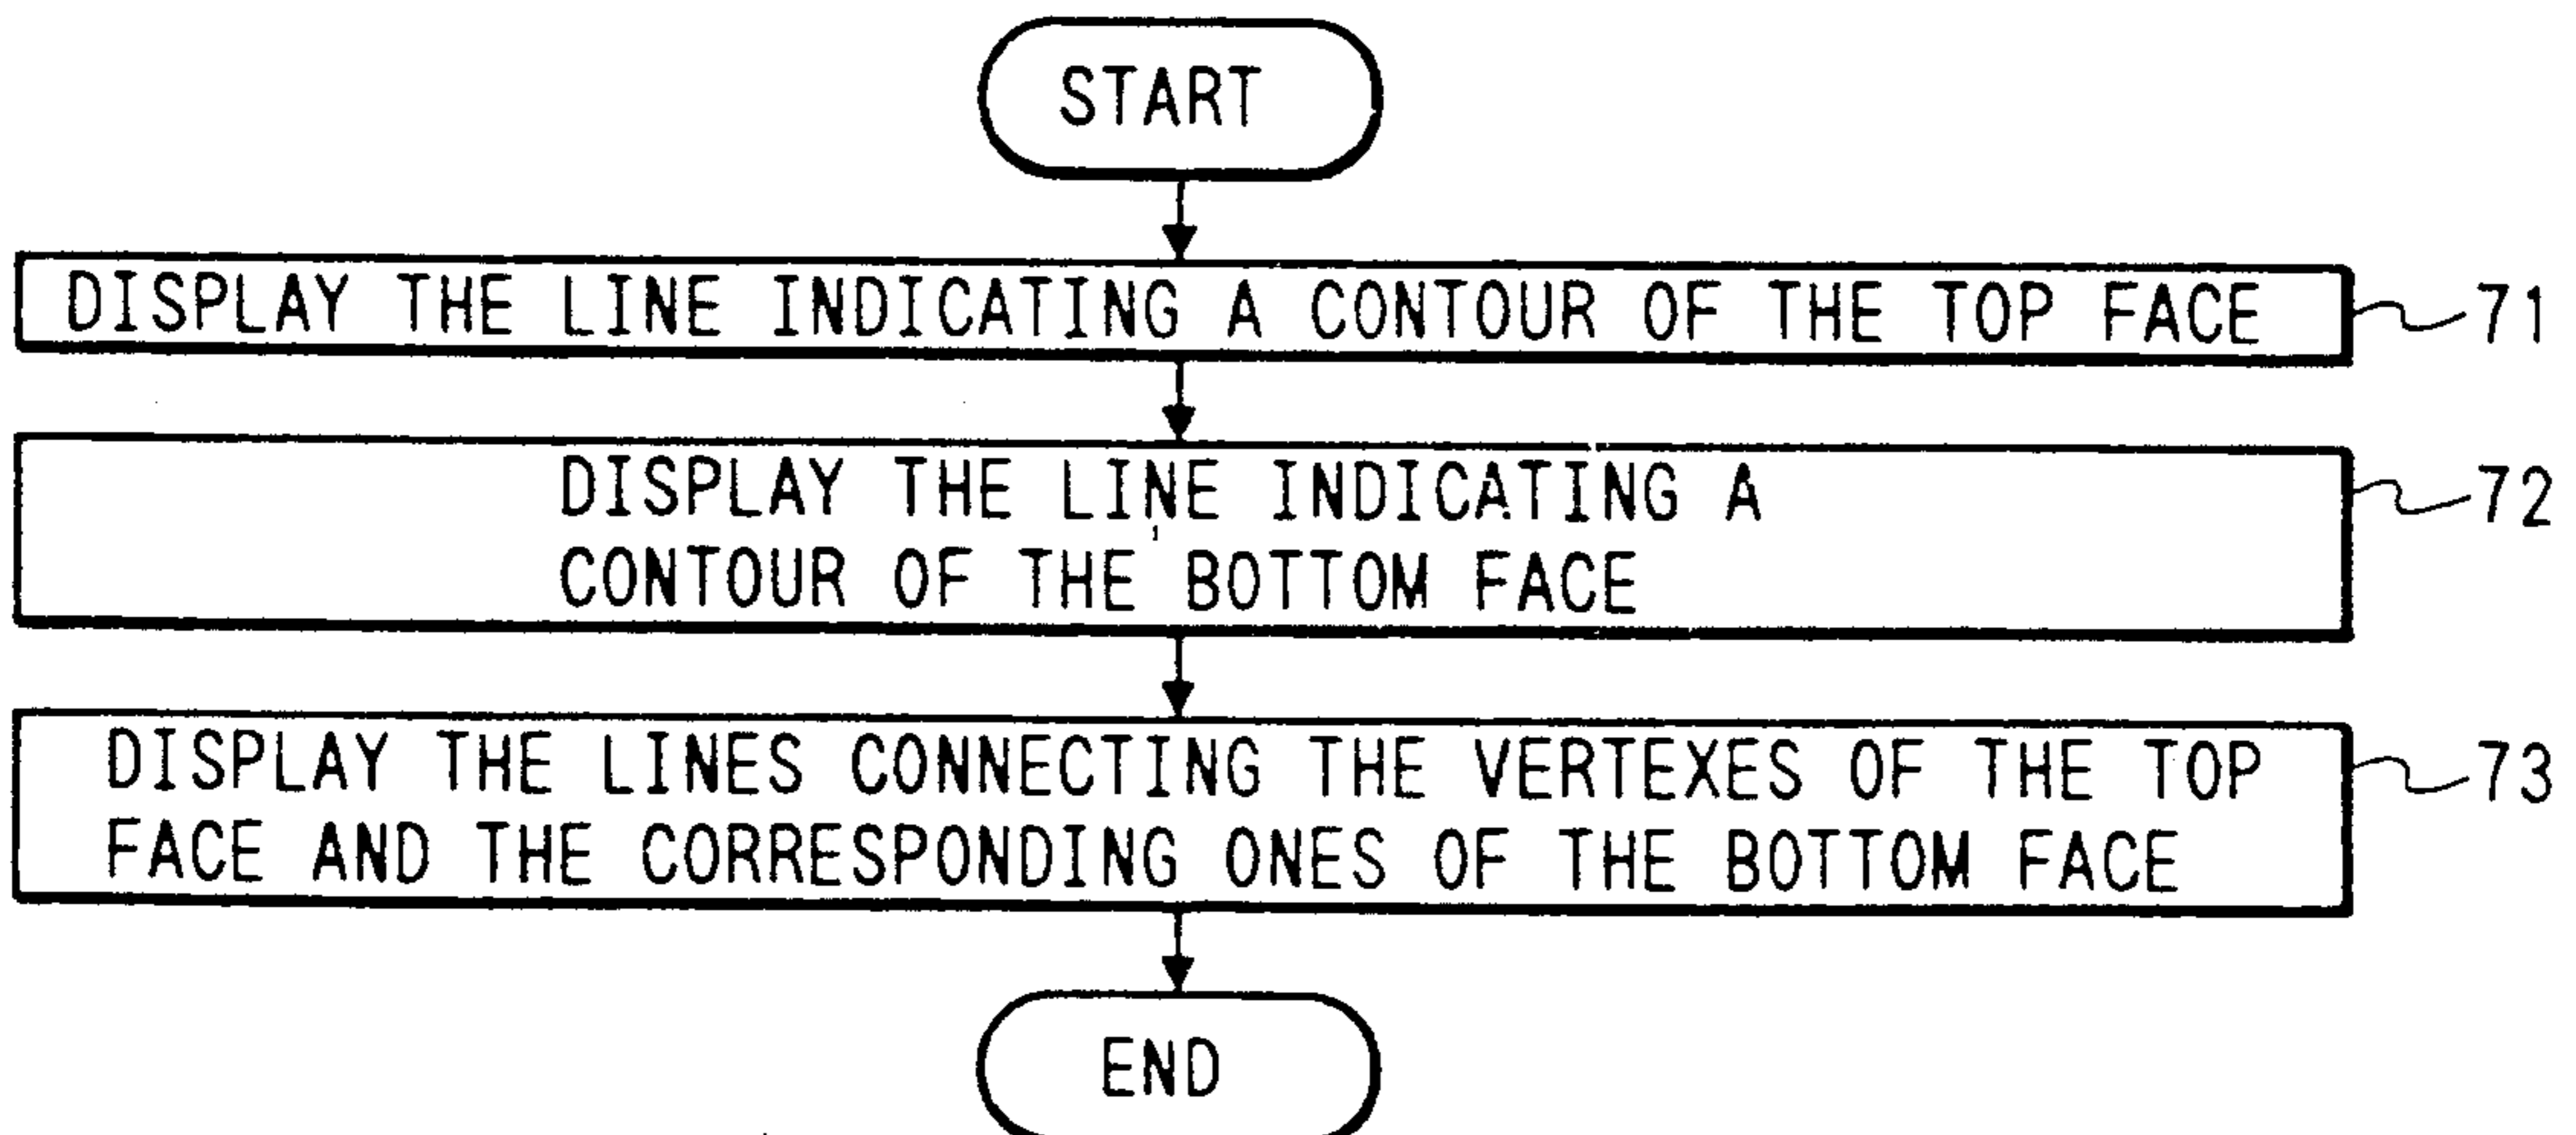 START
DISPLAY THE LINE INDICATING A CONTOUR OF THE TOP FACE
71
DISPLAY THE LINE INDICATING A
CONTOUR OF THE BOTTOM FACE
72
DISPLAY THE LINES CONNECTING THE VERTEXES OF THE TOP
FACE AND THE CORRESPONDING ONES OF THE BOTTOM FACE
73
END